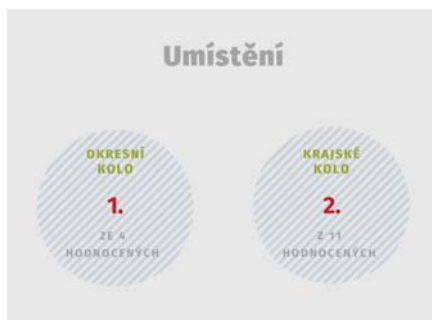 Umístění
OKRESNÍ
KOLO
1.
ZE 4
HODNOCENÝCH
KRAJSKÉ
KOLO
2.
Z 11
HODNOCENÝCH